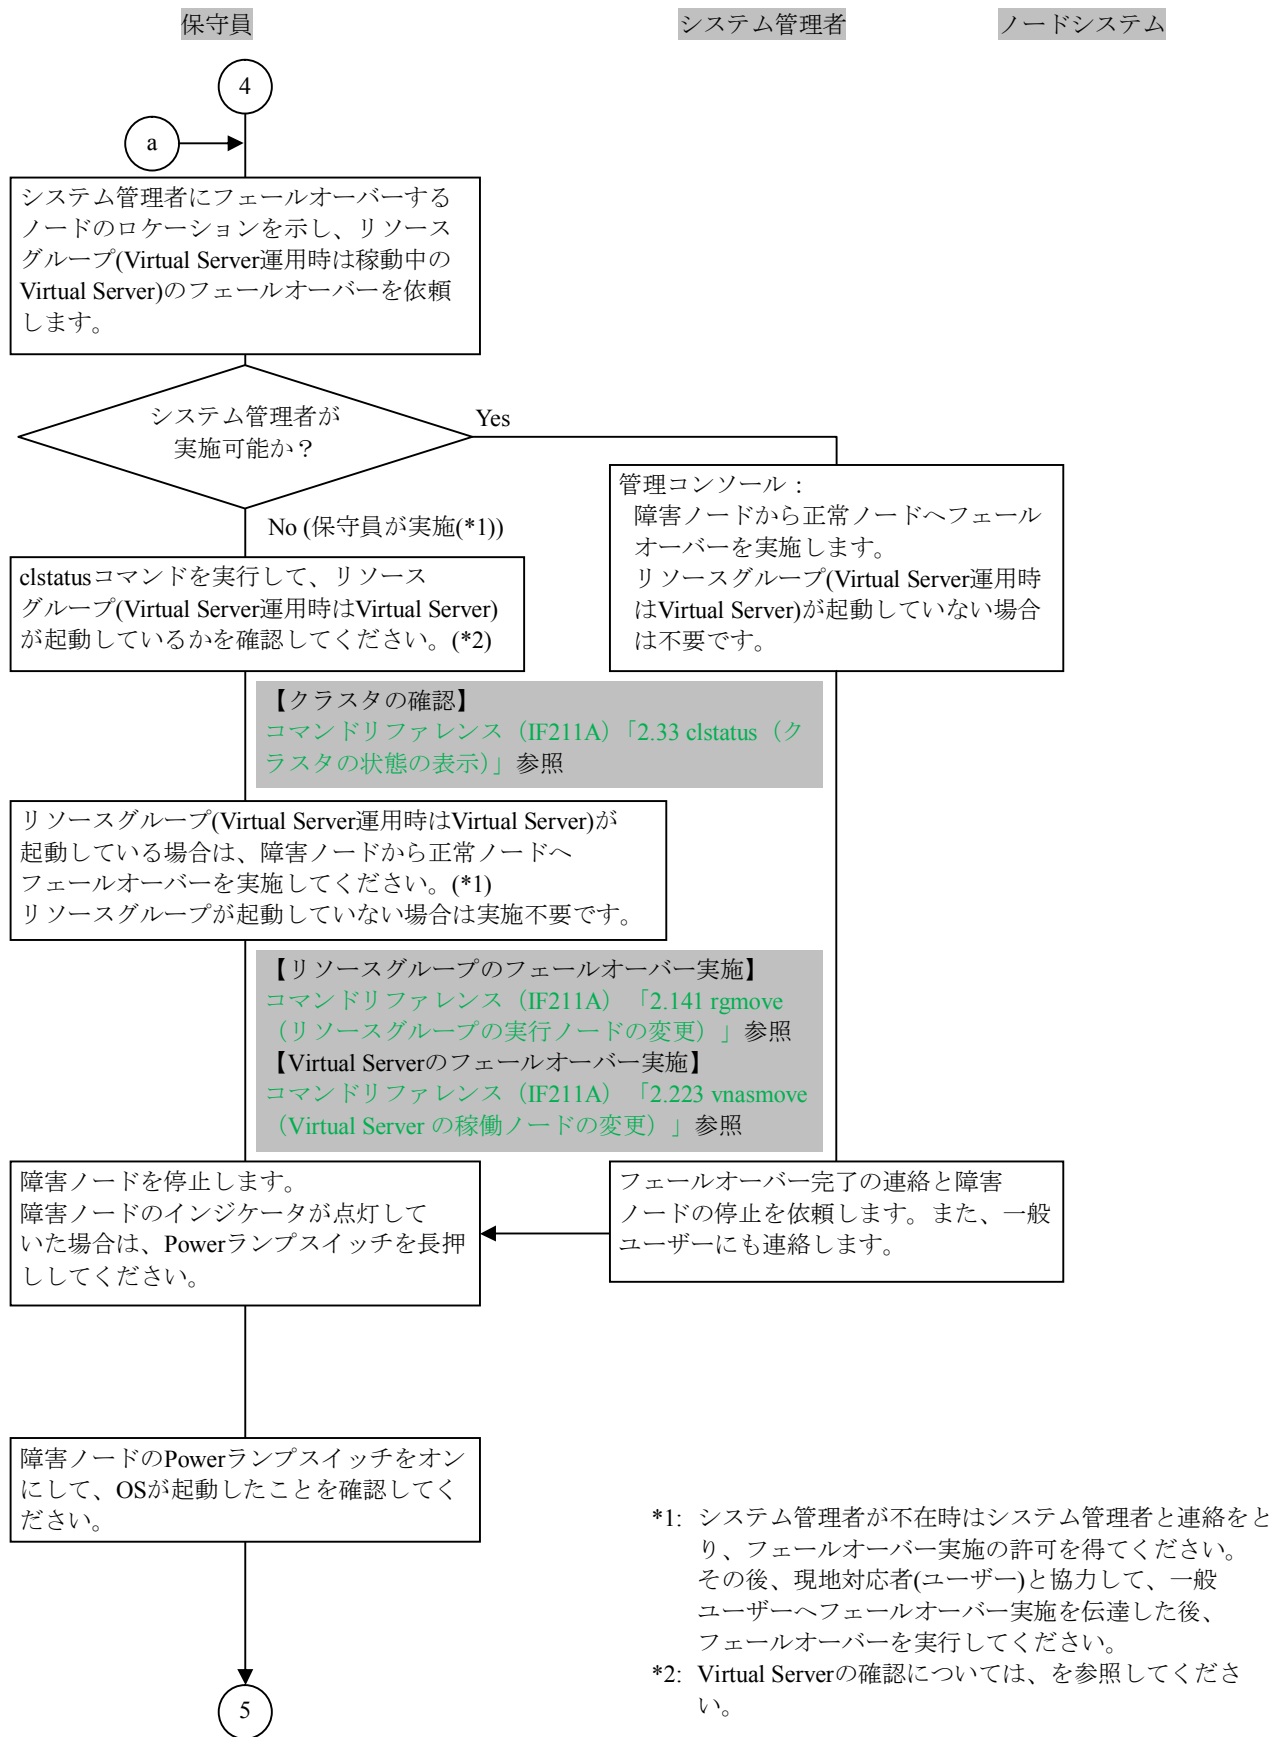 保守員
システム管理者
ノードシステム
4
a
システム管理者にフェールオーバーする
ノードのロケーションを示し、リソース
グループ(Virtual Server運用時は稼動中の
Virtual Server)のフェールオーバーを依頼
します。
システム管理者が
実施可能か？
Yes
No (保守員が実施(*1))
管理コンソール：
障害ノードから正常ノードへフェール
オーバーを実施します。
リソースグループ(Virtual Server運用時
はVirtual Server)が起動していない場合
は不要です。
clstatusコマンドを実行して、リソース
グループ(Virtual Server運用時はVirtual Server)
が起動しているかを確認してください。(*2)
【クラスタの確認】
コマンドリファレンス（IF211A）「2.33 clstatus（ク
ラスタの状態の表示）」参照
リソースグループ(Virtual Server運用時はVirtual Server)が
起動している場合は、障害ノードから正常ノードへ
フェールオーバーを実施してください。(*1)
リソースグループが起動していない場合は実施不要です。
【リソースグループのフェールオーバー実施】
コマンドリファレンス（IF211A）「2.141 rgmove
（リソースグループの実行ノードの変更）」参照
【Virtual Serverのフェールオーバー実施】
コマンドリファレンス（IF211A）「2.223 vnasmove
（Virtual Server の稼働ノードの変更）」参照
障害ノードを停止します。
障害ノードのインジケータが点灯して
いた場合は、Powerランプスイッチを長押
ししてください。
フェールオーバー完了の連絡と障害
ノードの停止を依頼します。また、一般
ユーザーにも連絡します。
障害ノードのPowerランプスイッチをオン
にして、OSが起動したことを確認してく
ださい。
5
*1: システム管理者が不在時はシステム管理者と連絡をと
り、フェールオーバー実施の許可を得てください。
その後、現地対応者(ユーザー)と協力して、一般
ユーザーへフェールオーバー実施を伝達した後、
フェールオーバーを実行してください。
*2: Virtual Serverの確認については、を参照してくださ
い。